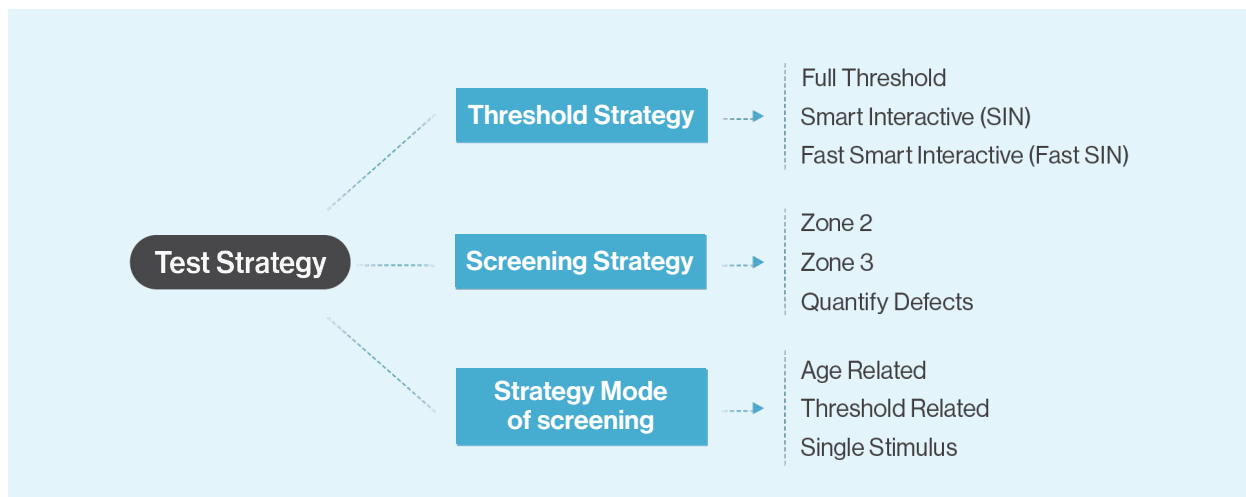 Test Strategy
Threshold Strategy
Full Threshold
Smart Interactive (SIN)
Fast Smart Interactive (Fast SIN)
Screening Strategy
Zone 2
Zone 3
Quantify Defects
Strategy Mode
of screening
Age Related
Threshold Related
Single Stimulus